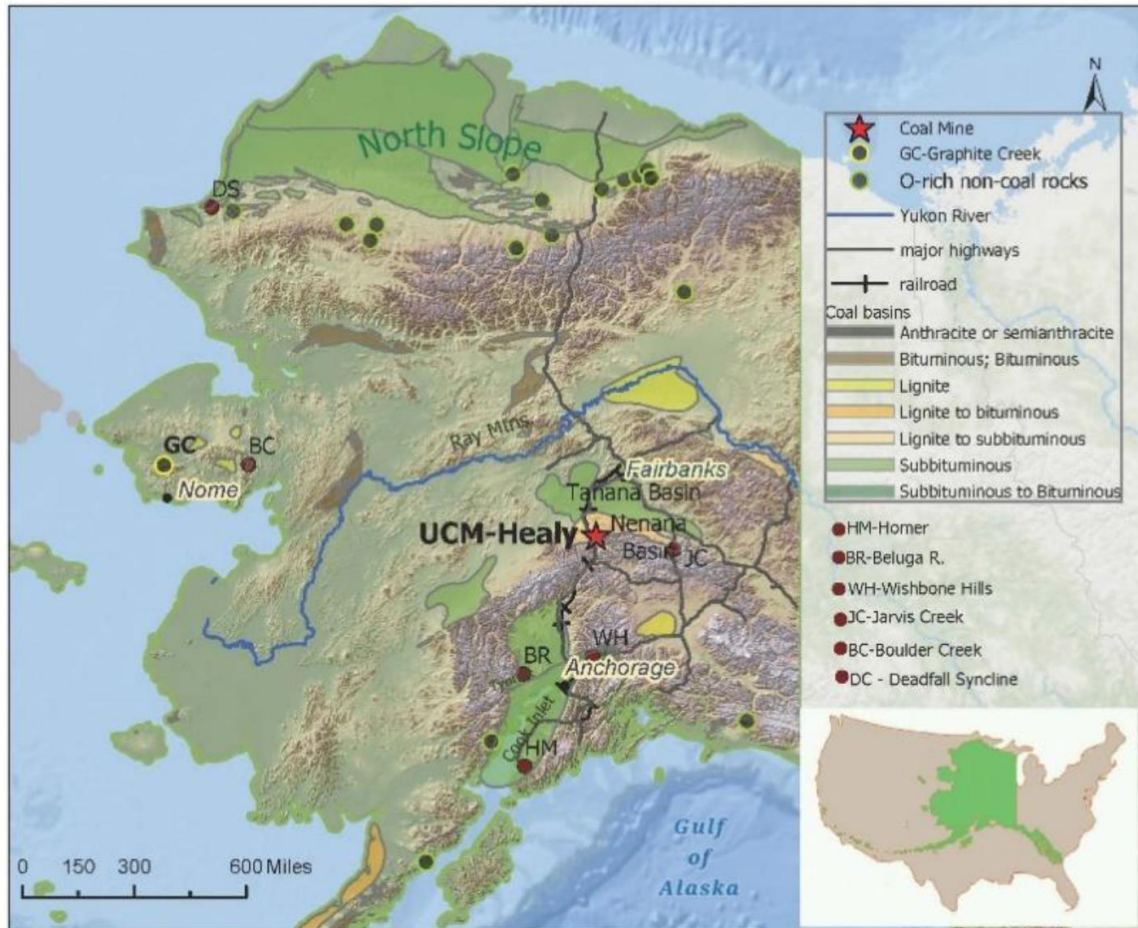 North Slope
DS
Ray Mtns
GC
BC
Nome
Fairbanks
Tanana Basin
UCM-Healy
Nenana
Basin
JC
WH
BR
Anchorage
Cook Inlet
HM
Gulf
of
Alaska
0 150 300 600 Miles
N
Coal Mine
GC-Graphite Creek
O-rich non-coal rocks
Yukon River
major highways
railroad
Coal basins
Anthracite or semianthracite
Bituminous; Bituminous
Lignite
Lignite to bituminous
Lignite to subbituminous
Subbituminous
Subbituminous to Bituminous
HM-Homer
BR-Beluga R.
WH-Wishbone Hills
JC-Jarvis Creek
BC-Boulder Creek
DC - Deadfall Syncline